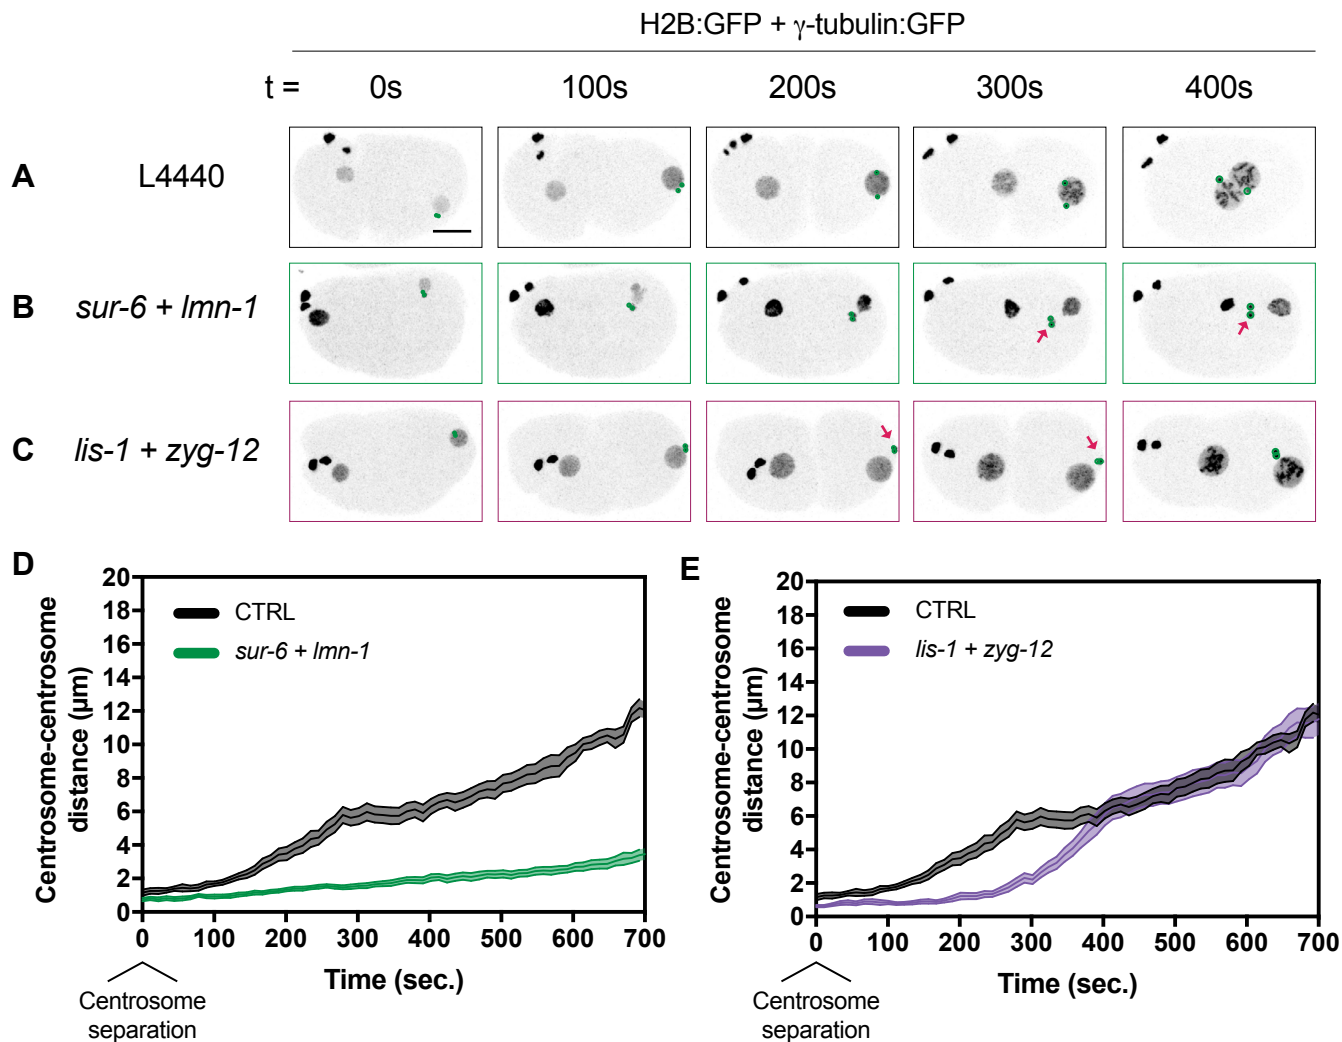 H2B:GFP + γ-tubulin:GFP
t = 0s 100s 200s 300s 400s
A L4440
B sur-6 + lmn-1
C lis-1 + zyg-12
D
Centrosome-centrosome
distance (µm)
20
18
16
14
12
10
8
6
4
2
0
CTRL
sur-6 + lmn-1
0 100 200 300 400 500 600 700
Time (sec.)
Centrosome
separation
E
Centrosome-centrosome
distance (µm)
20
18
16
14
12
10
8
6
4
2
0
CTRL
lis-1 + zyg-12
0 100 200 300 400 500 600 700
Time (sec.)
Centrosome
separation